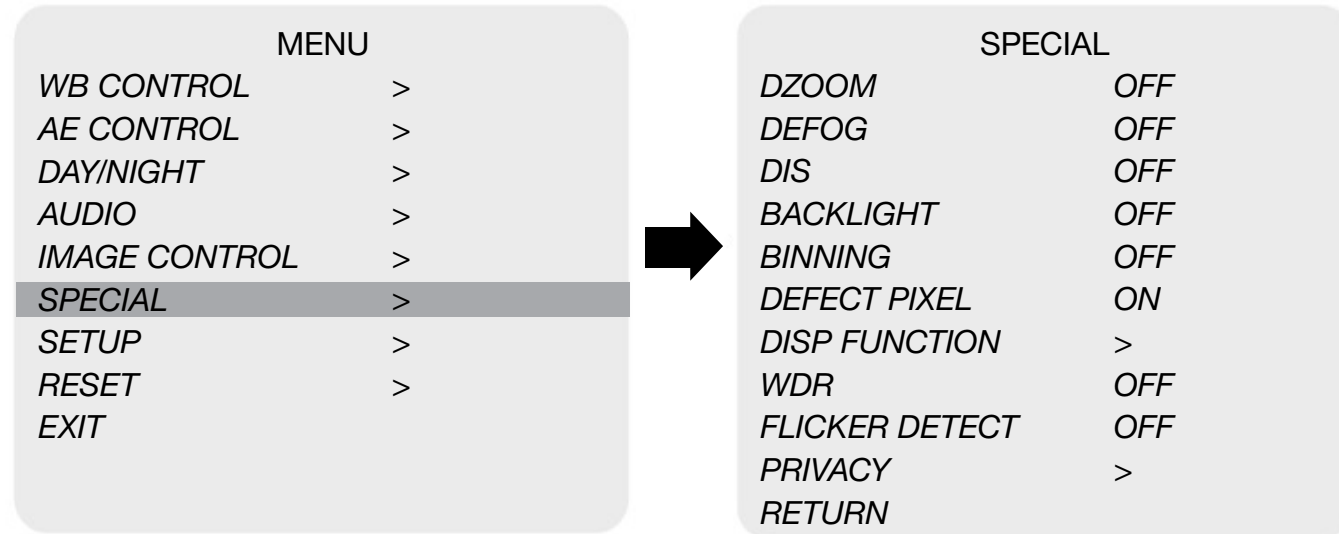 MENU
WB CONTROL >
AE CONTROL >
DAY/NIGHT >
AUDIO >
IMAGE CONTROL >
SPECIAL >
SETUP >
RESET >
EXIT
SPECIAL
DZOOM OFF
DEFOG OFF
DIS OFF
BACKLIGHT OFF
BINNING OFF
DEFECT PIXEL ON
DISP FUNCTION >
WDR OFF
FLICKER DETECT OFF
PRIVACY >
RETURN